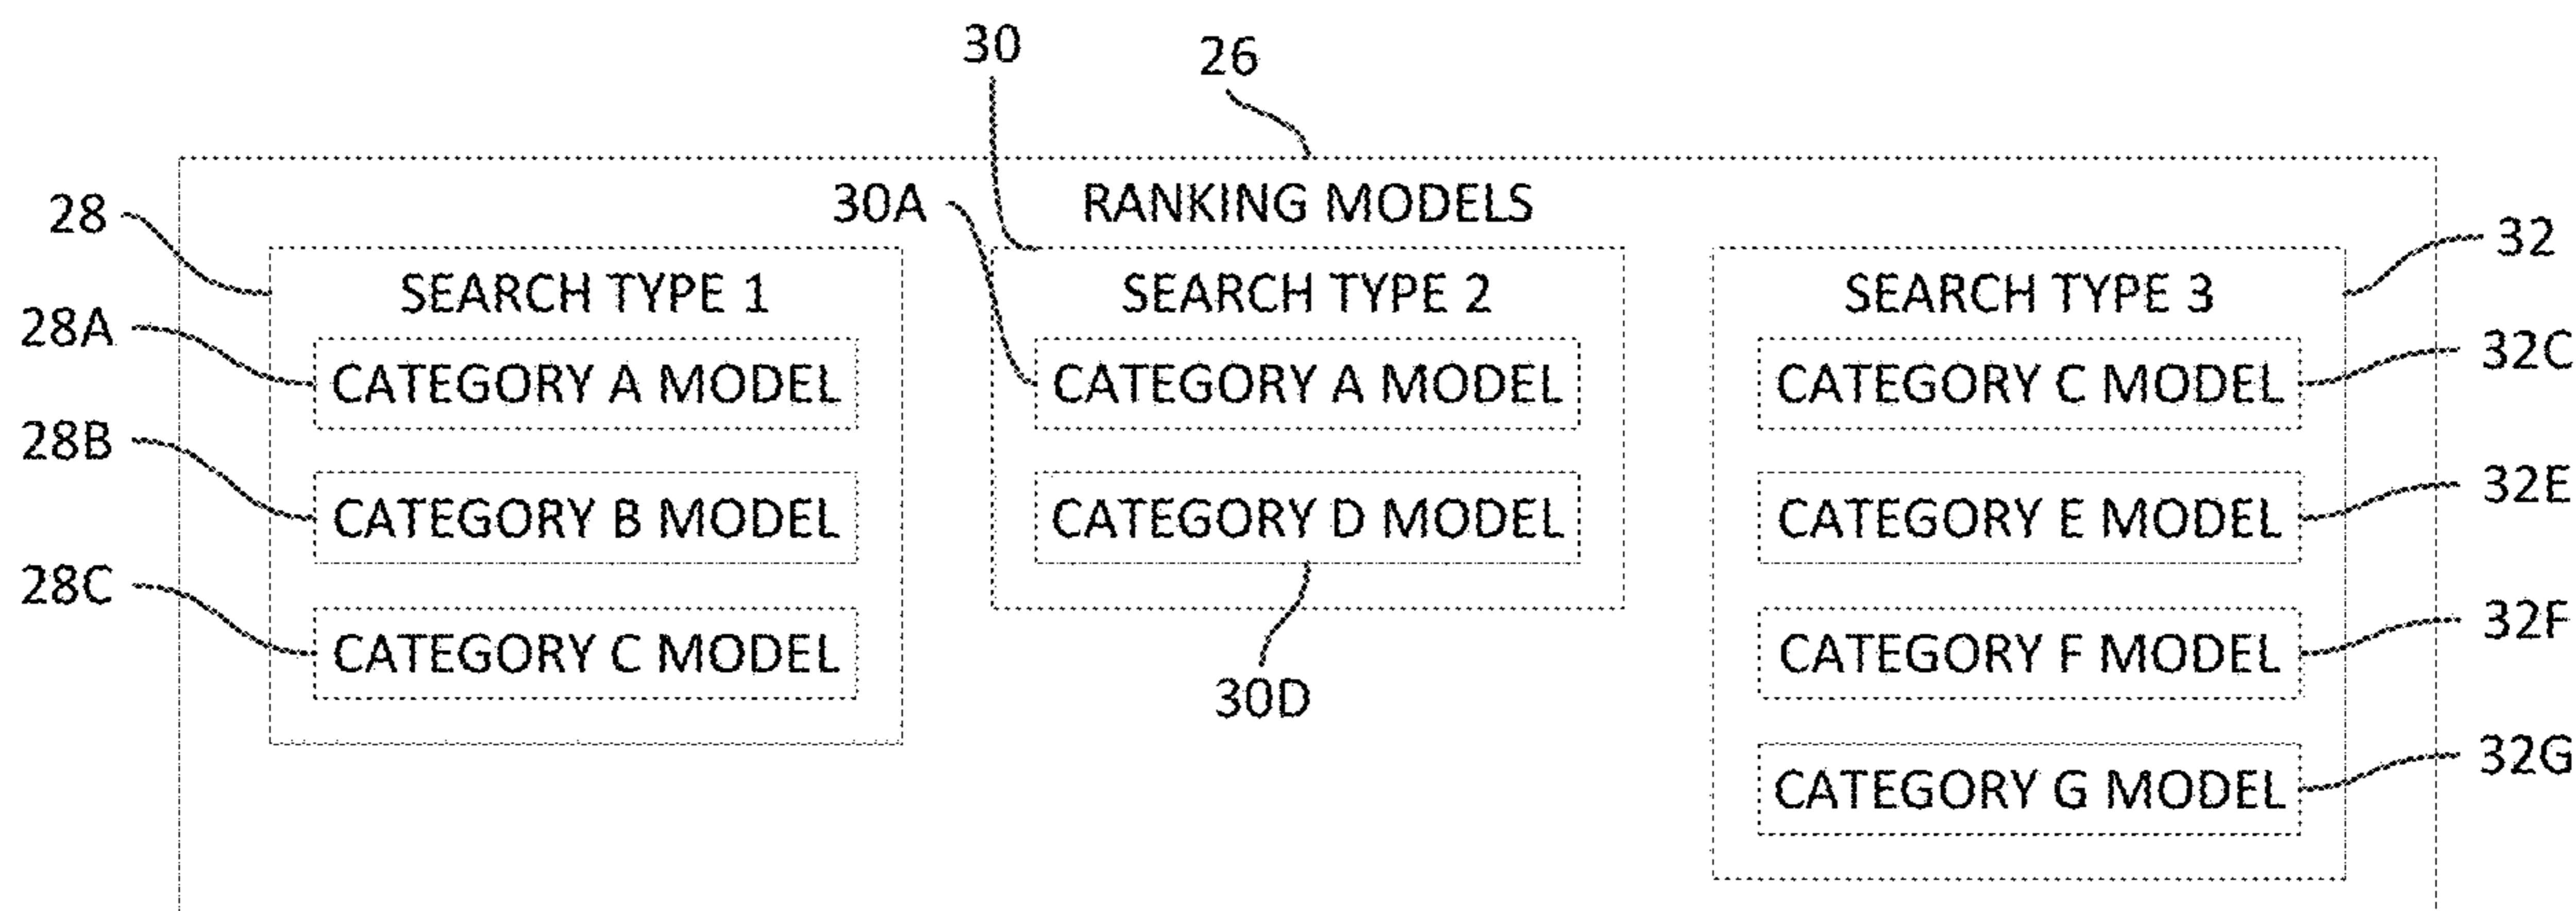 30
26
28
30A
RANKING MODELS
32
SEARCH TYPE 1
SEARCH TYPE 2
SEARCH TYPE 3
28A
CATEGORY A MODEL
CATEGORY A MODEL
CATEGORY C MODEL
32C
28B
CATEGORY B MODEL
CATEGORY D MODEL
CATEGORY E MODEL
32E
28C
CATEGORY C MODEL
30D
CATEGORY F MODEL
32F
CATEGORY G MODEL
32G